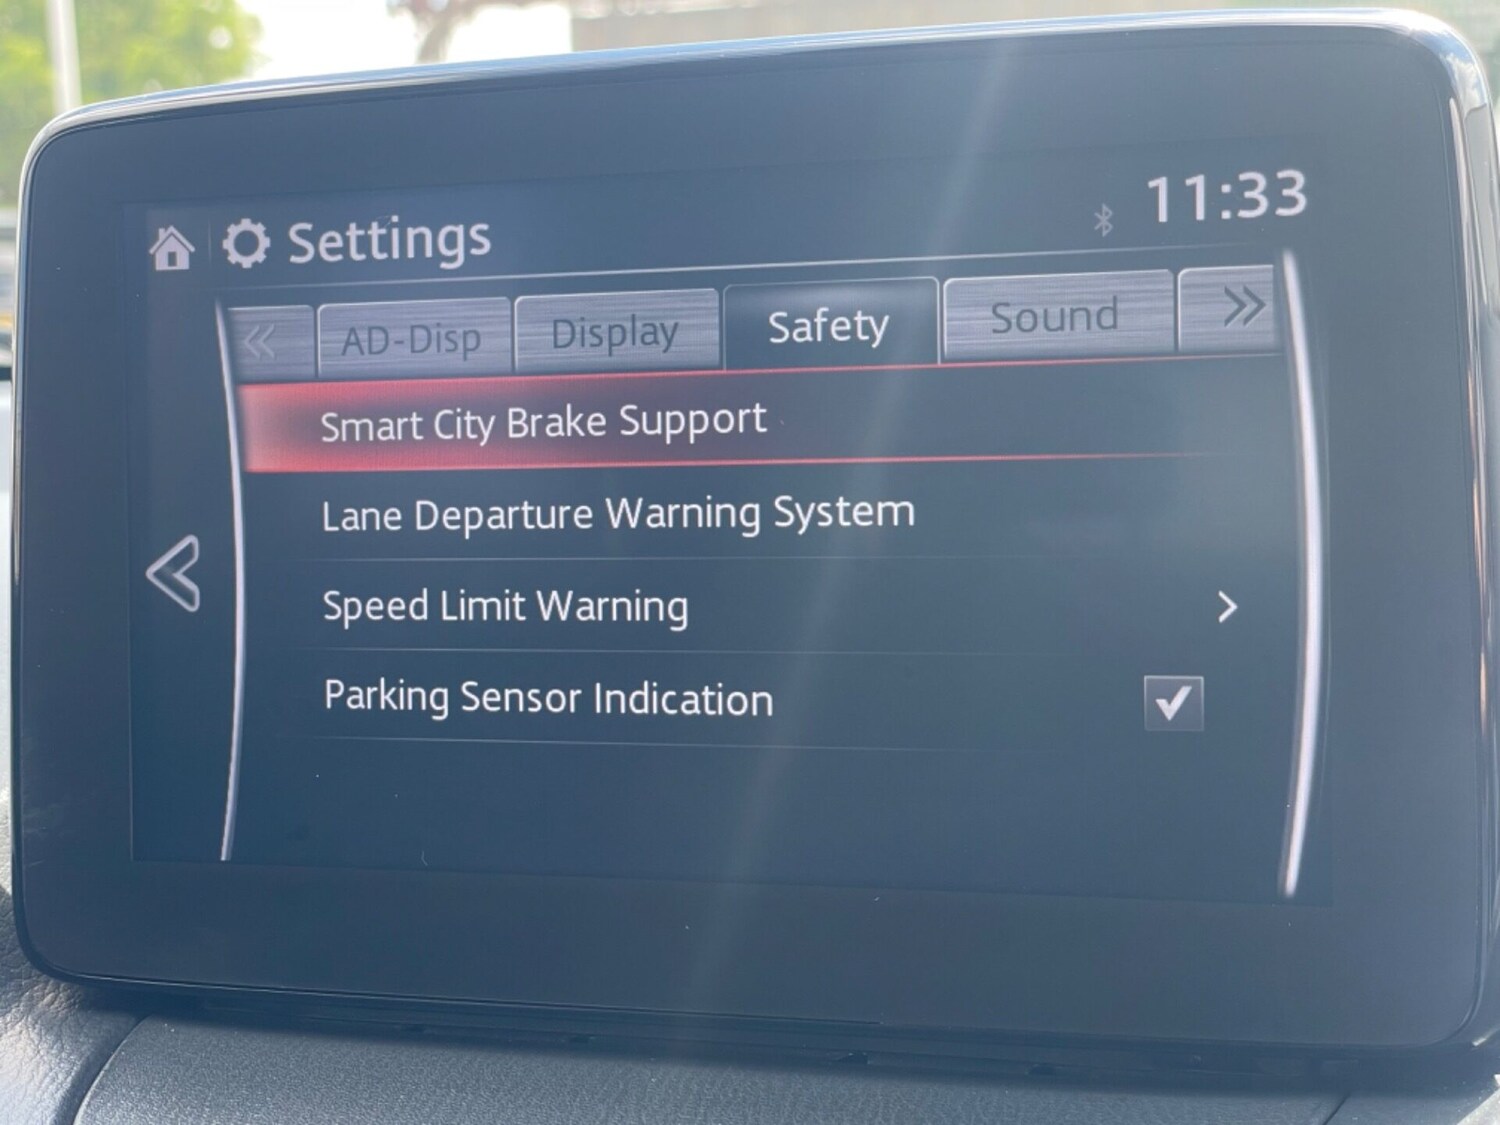 Settings
11:33
AD-Disp
Display
Safety
Sound
Smart City Brake Support
Lane Departure Warning System
Speed Limit Warning
Parking Sensor Indication